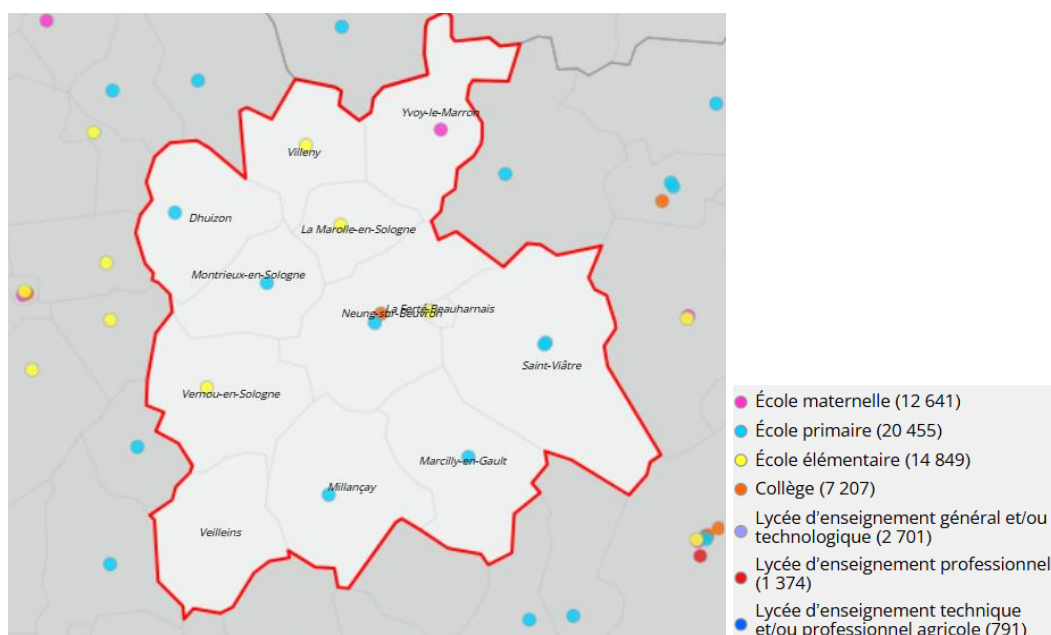 Yvoy-le-Marron
Villeny
Dhuizon
La Marolle-en-Sologne
Montrieux-en-Sologne
La Ferté-Beauharnais
Neung-sur-Beuvron
Saint-Viâtre
Vernou-en-Sologne
Marcilly-en-Gault
Millançay
Veilleins
École maternelle (12 641)
École primaire (20 455)
École élémentaire (14 849)
Collège (7 207)
Lycée d'enseignement général et/ou
technologique (2 701)
Lycée d'enseignement professionnel
(1 374)
Lycée d'enseignement technique
et/ou professionnel agricole (791)